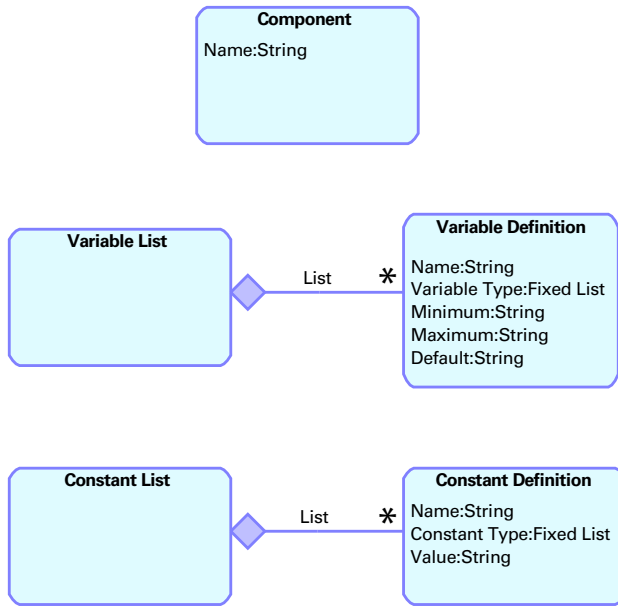 Component
Name:String
Variable List
List
*
Variable Definition
Name:String
Variable Type:Fixed List
Minimum:String
Maximum:String
Default:String
Constant List
List
*
Constant Definition
Name:String
Constant Type:Fixed List
Value:String